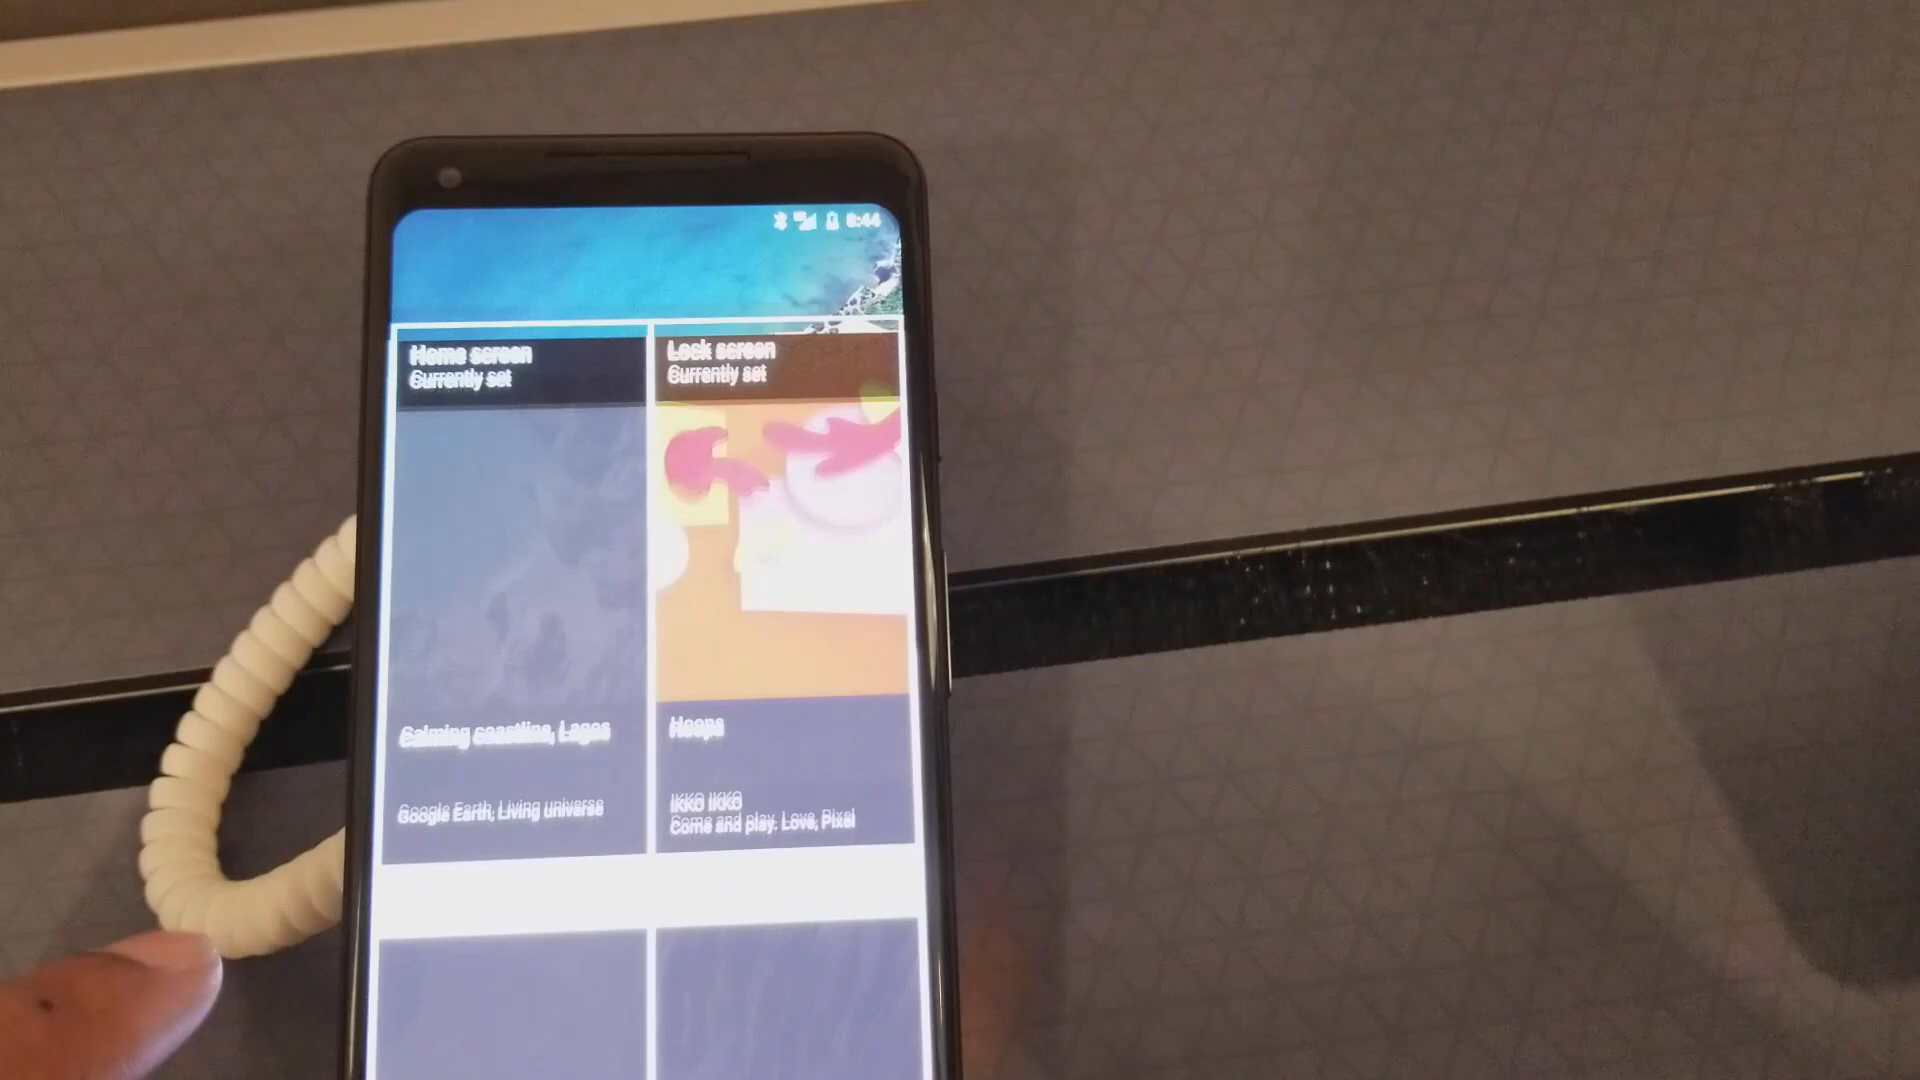 8:44
Home screen
Currently set
Lock screen
Currently set
Calming coastline, Lagos
Google Earth, Living universe
Hoops
IKKO IKKO
Come and play. Love, Pixel